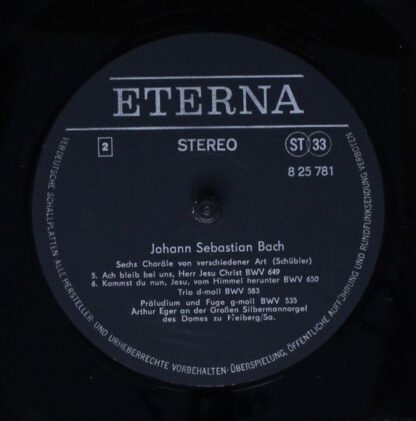 ETERNA
2
STEREO
ST 33
8 25 781
Johann Sebastian Bach
Sechs Choräle von verschiedener Art (Schübler)
5. Ach bleib bei uns, Herr Jesu Christ BWV 649
6. Kommst du nun, Jesu, vom Himmel herunter BWV 650
Trio d-moll BWV 583
Präludium und Fuge g-moll BWV 535
Arthur Eger an der Großen Silbermannorgel
des Domes zu Freiberg/Sa.
VEB DEUTSCHE SCHALLPLATTEN ALLE HERSTELLER- UND URHEBERRECHTE VORBEHALTEN-ÜBERSPIELUNG, ÖFFENTLICHE AUFFÜHRUNG UND RUNDFUNKSENDUNG VERBOTEN